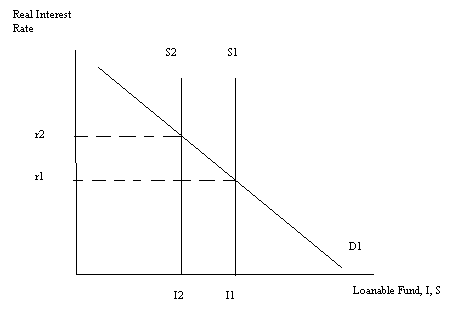 Real Interest
Rate
S2
S1
r2
r1
D1
I2
I1
Loanable Fund, I, S